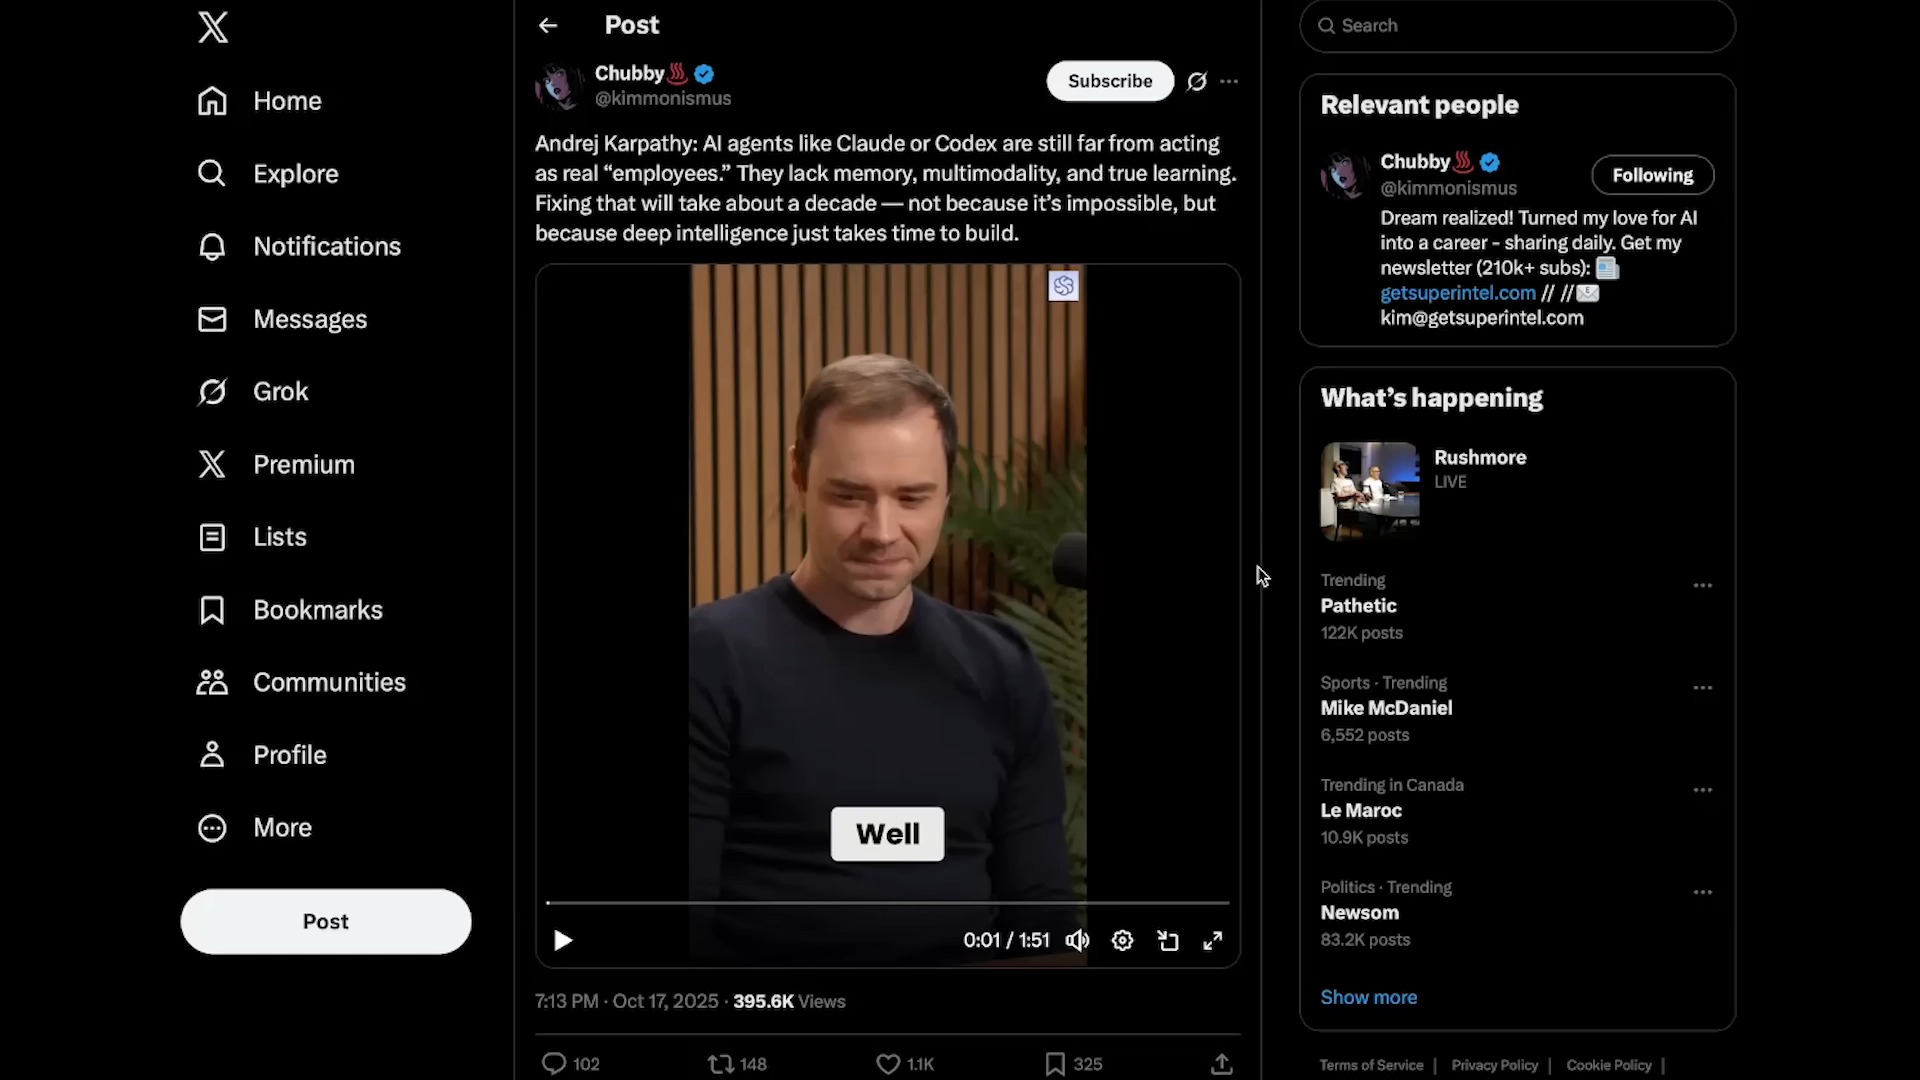 Home
Explore
Notifications
Messages
Grok
Premium
Lists
Bookmarks
Communities
Profile
More
Post
Post
Chubby
@kimmonismus
Subscribe
Andrej Karpathy: AI agents like Claude or Codex are still far from acting
as real “employees.” They lack memory, multimodality, and true learning.
Fixing that will take about a decade — not because it’s impossible, but
because deep intelligence just takes time to build.
Well
0:01 / 1:51
7:13 PM · Oct 17, 2025 · 395.6K Views
102
148
1.1K
325
Search
Relevant people
Chubby
@kimmonismus
Following
Dream realized! Turned my love for AI
into a career - sharing daily. Get my
newsletter (210k+ subs):
getsuperintel.com // //
kim@getsuperintel.com
What’s happening
Rushmore
LIVE
Trending
Pathetic
122K posts
Sports · Trending
Mike McDaniel
6,552 posts
Trending in Canada
Le Maroc
10.9K posts
Politics · Trending
Newsom
83.2K posts
Show more
Terms of Service | Privacy Policy | Cookie Policy |